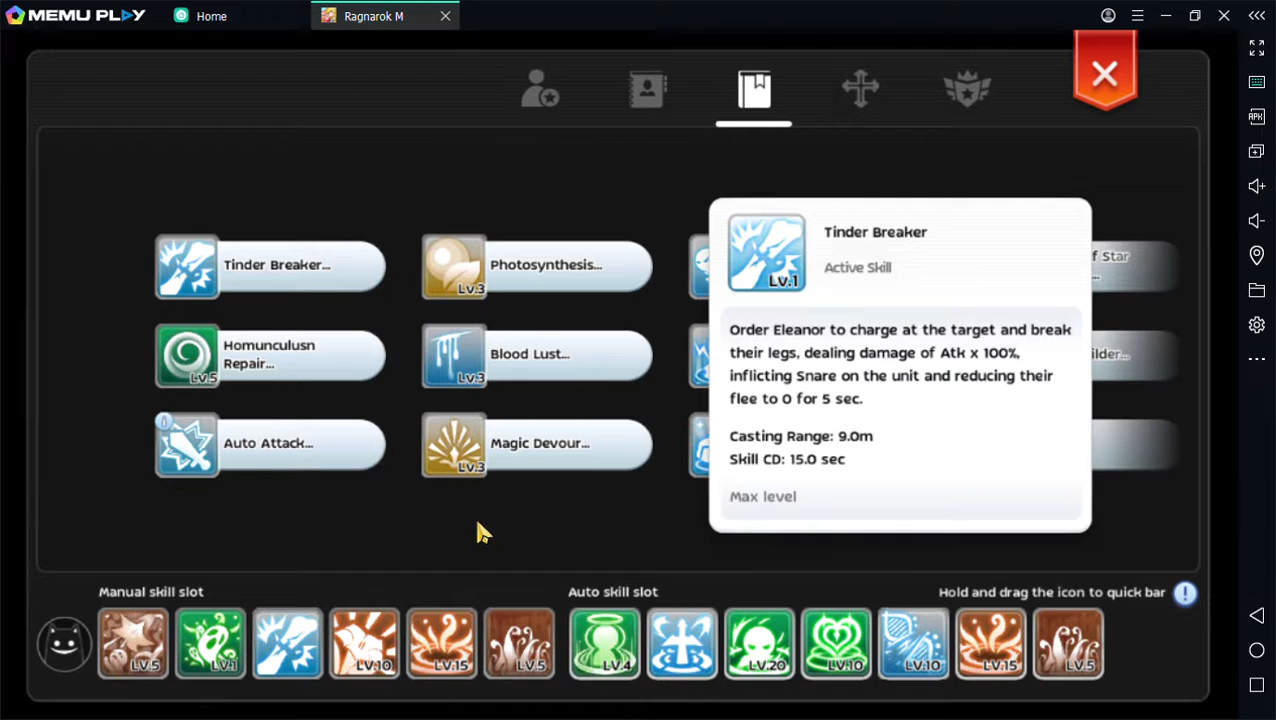 MEMU PLAY
Home
Ragnarok M
APK
Tinder Breaker...
Photosynthesis...
Lv.3
f Star
...
Homunculusn
Repair...
Lv.5
Blood Lust...
Lv.3
ilder...
Auto Attack...
Magic Devour...
Lv.3
Tinder Breaker
Active Skill
Lv.1
Order Eleanor to charge at the target and break
their legs, dealing damage of Atk x 100%,
inflicting Snare on the unit and reducing their
flee to 0 for 5 sec.
Casting Range: 9.0m
Skill CD: 15.0 sec
Max level
Manual skill slot
Auto skill slot
Hold and drag the icon to quick bar
LV.5
LV.1
LV.10
LV.15
LV.5
LV.4
LV.20
LV.10
LV.10
LV.15
LV.5